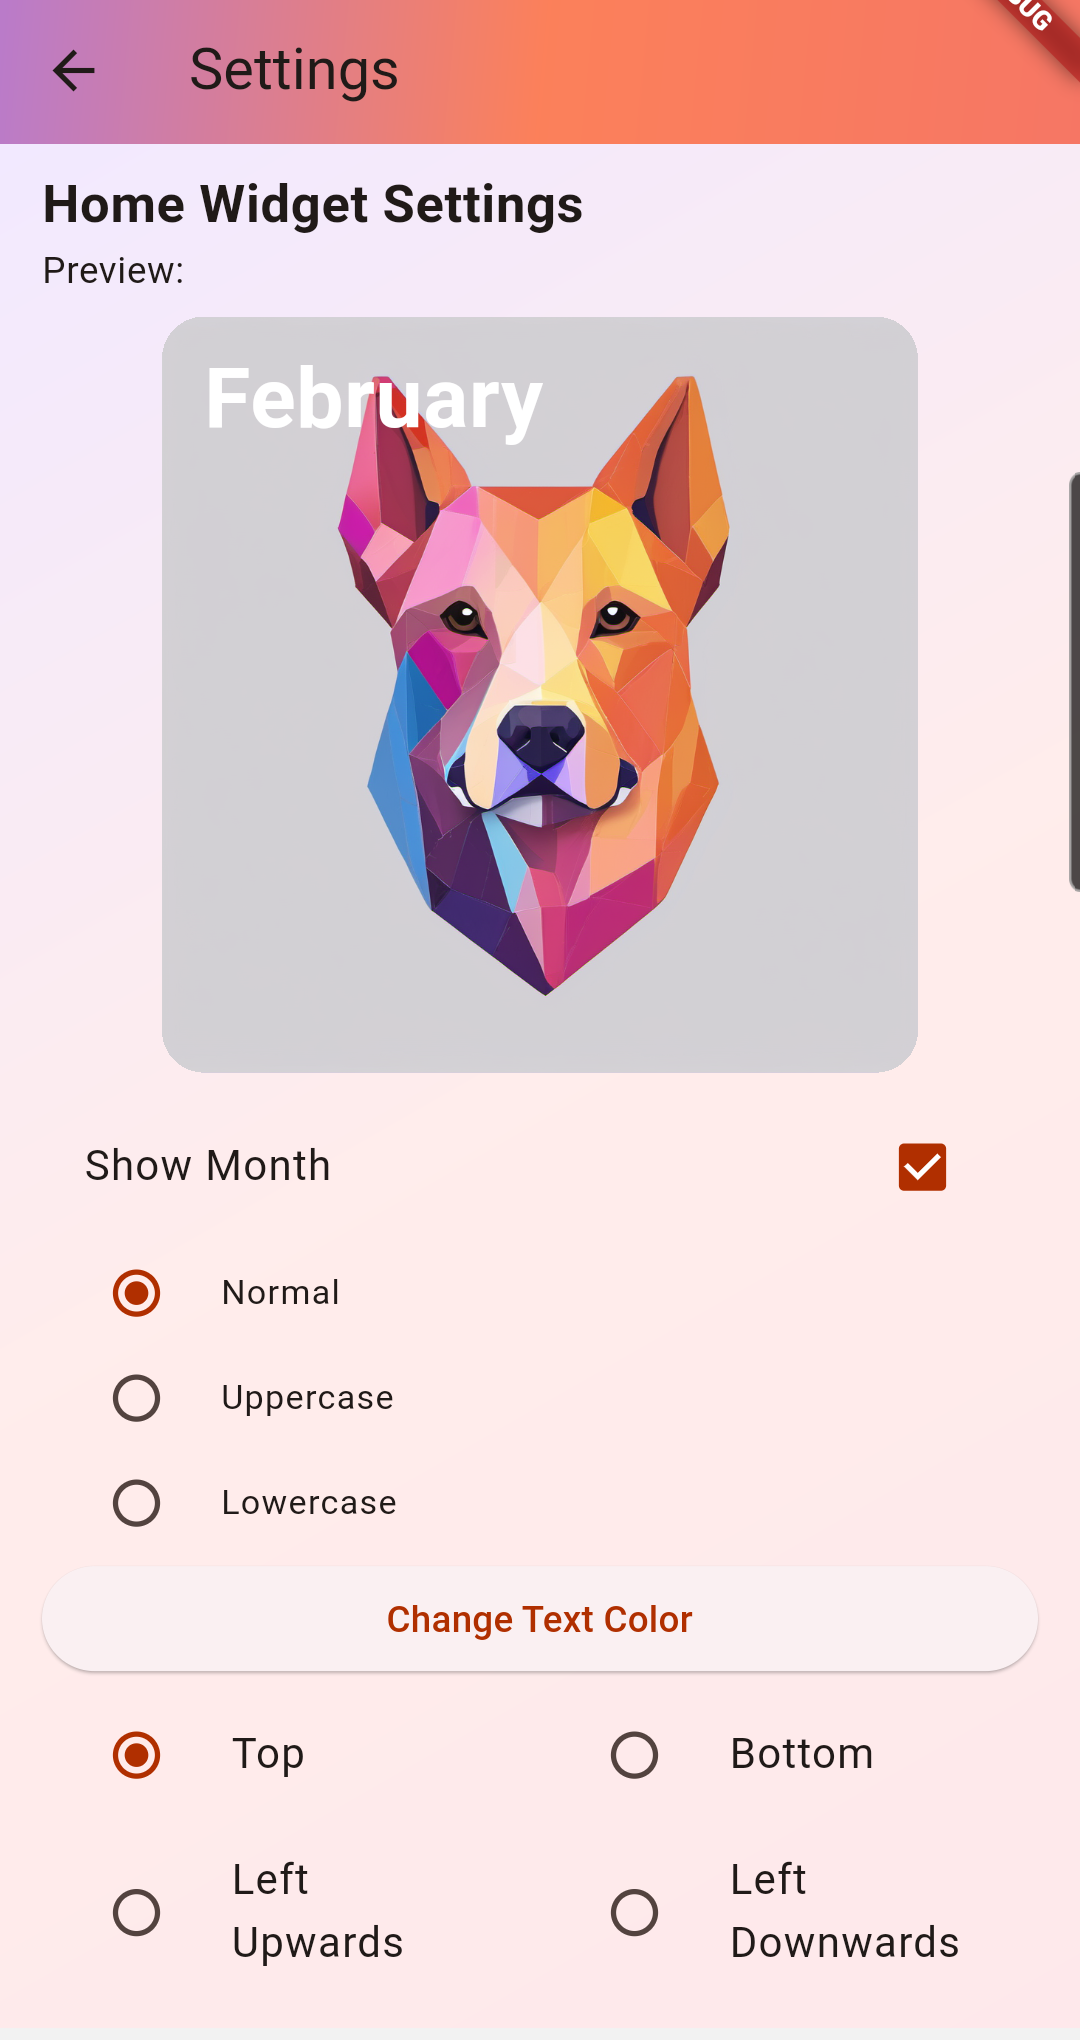 Settings
Home Widget Settings
Preview:
February
Show Month
Normal
Uppercase
Lowercase
Change Text Color
Top
Bottom
Left
Upwards
Left
Downwards